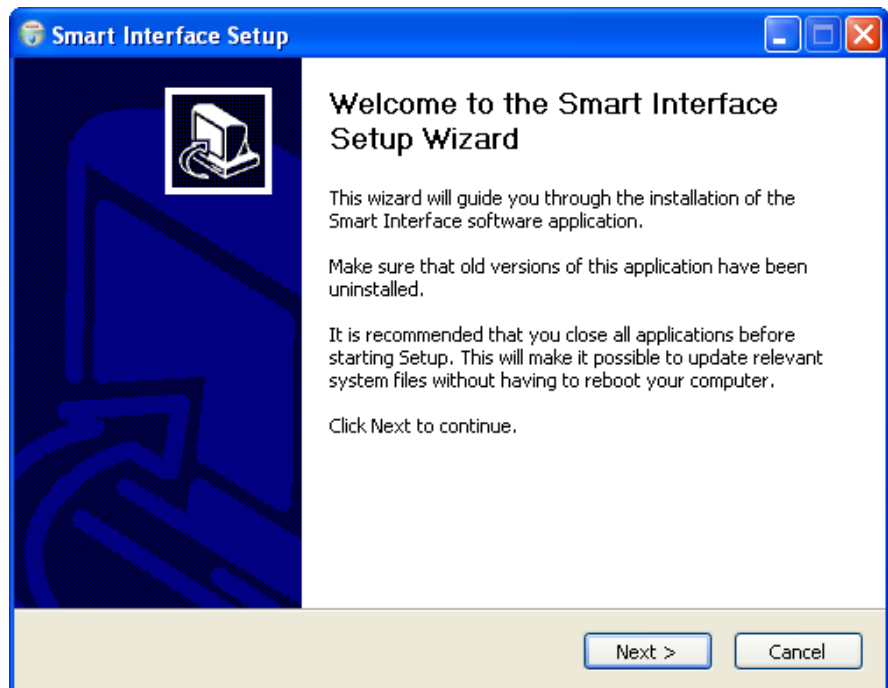 Smart Interface Setup
Welcome to the Smart Interface
Setup Wizard
This wizard will guide you through the installation of the
Smart Interface software application.
Make sure that old versions of this application have been
uninstalled.
It is recommended that you close all applications before
starting Setup. This will make it possible to update relevant
system files without having to reboot your computer.
Click Next to continue.
Next >
Cancel